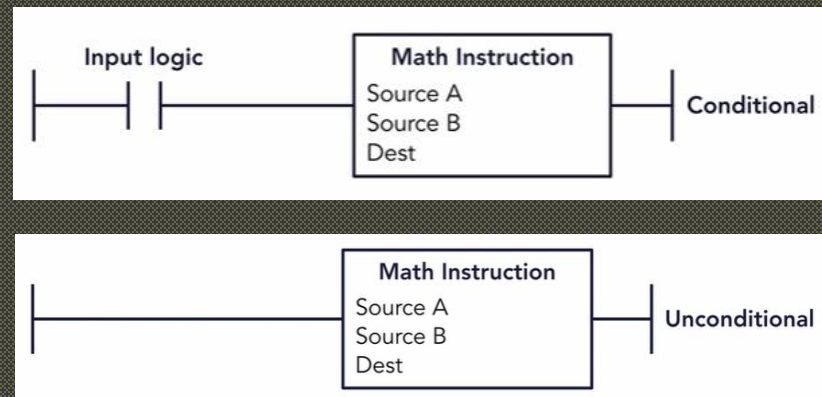 Input logic
Math Instruction
Source A
Source B
Dest
Conditional
Math Instruction
Source A
Source B
Dest
Unconditional